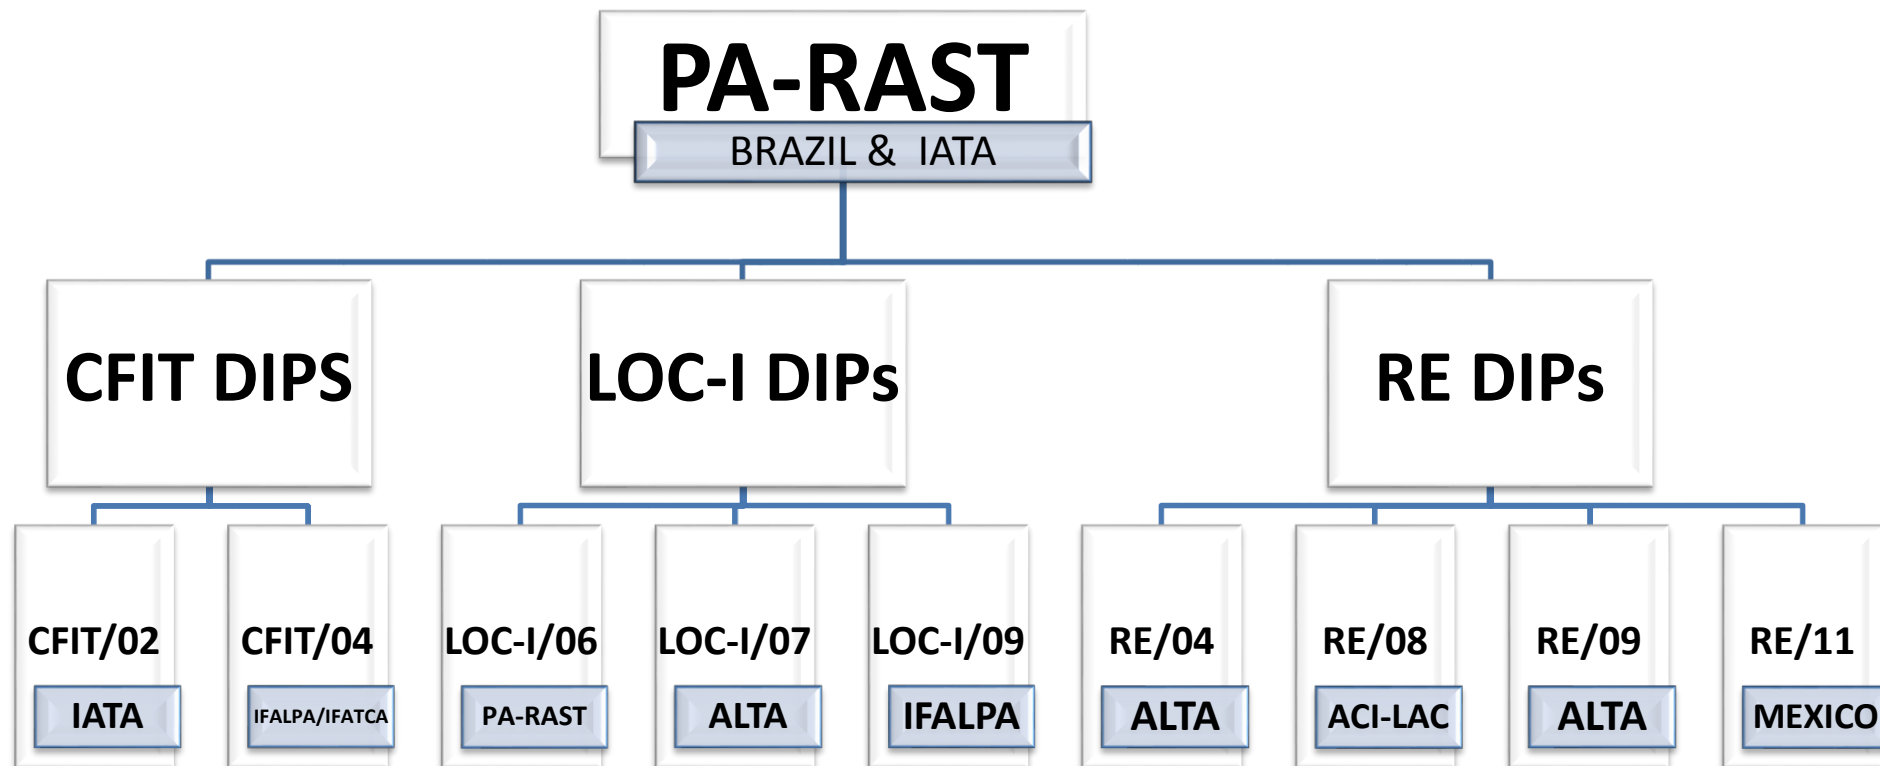 PA-RAST
BRAZIL & IATA
CFIT DIPS
LOC-I DIPs
RE DIPs
CFIT/02
IATA
CFIT/04
IFALPA/IFATCA
LOC-I/06
PA-RAST
LOC-I/07
ALTA
LOC-I/09
IFALPA
RE/04
ALTA
RE/08
ACI-LAC
RE/09
ALTA
RE/11
MEXICO